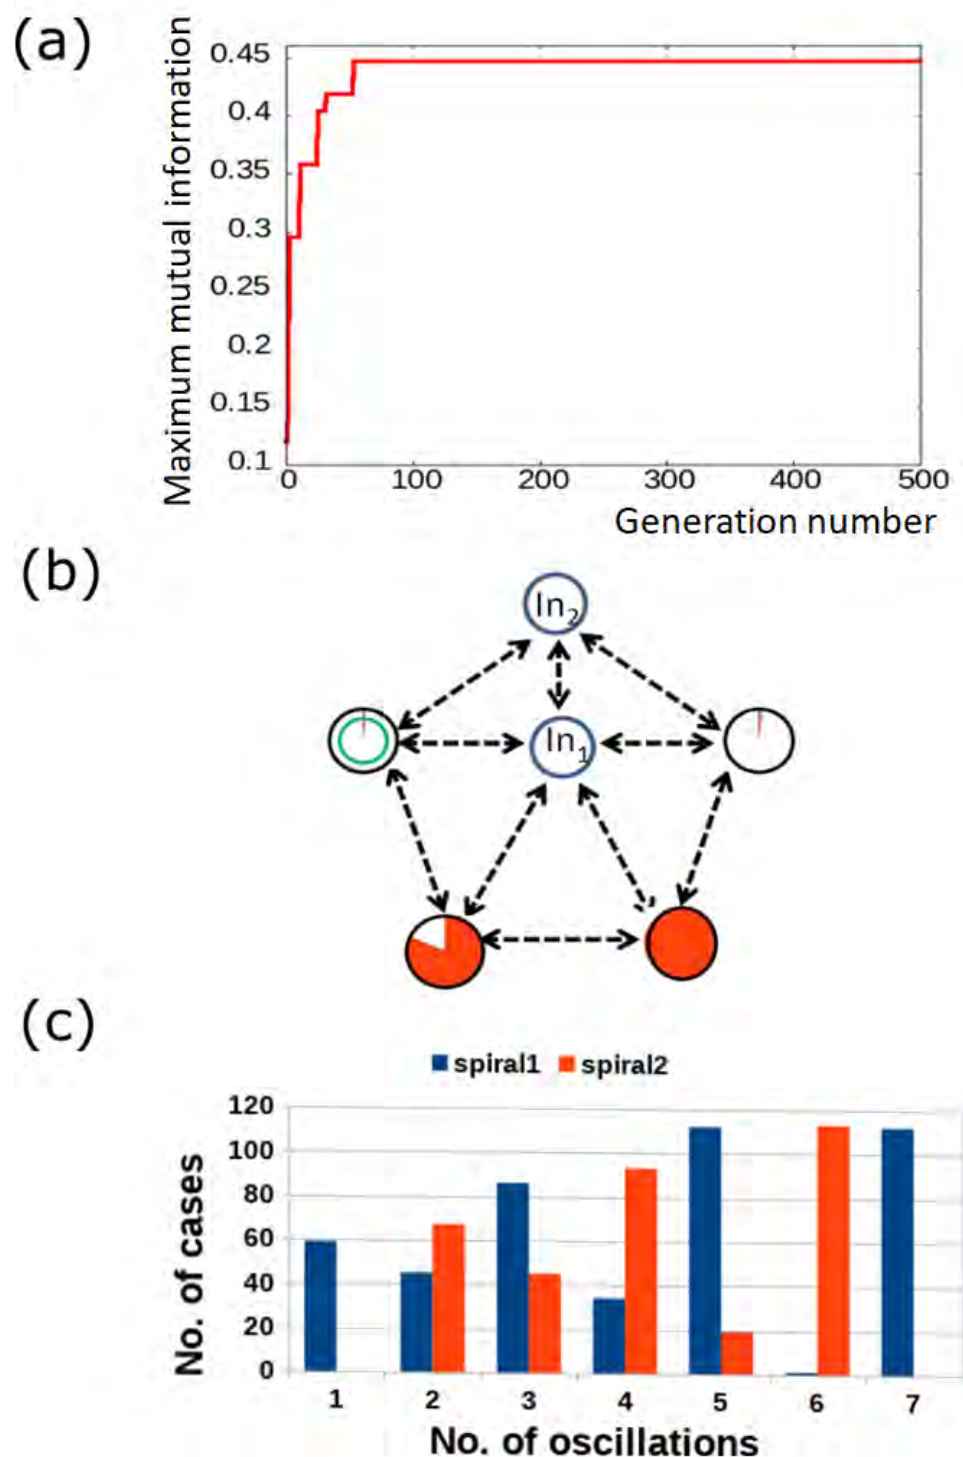 (a)
Maximum mutual information
0.45
0.4
0.35
0.3
0.25
0.2
0.15
0.1
0 100 200 300 400 500
Generation number
(b)
In2
In1
(c)
spiral1 spiral2
No. of cases
120
100
80
60
40
20
0
1 2 3 4 5 6 7
No. of oscillations